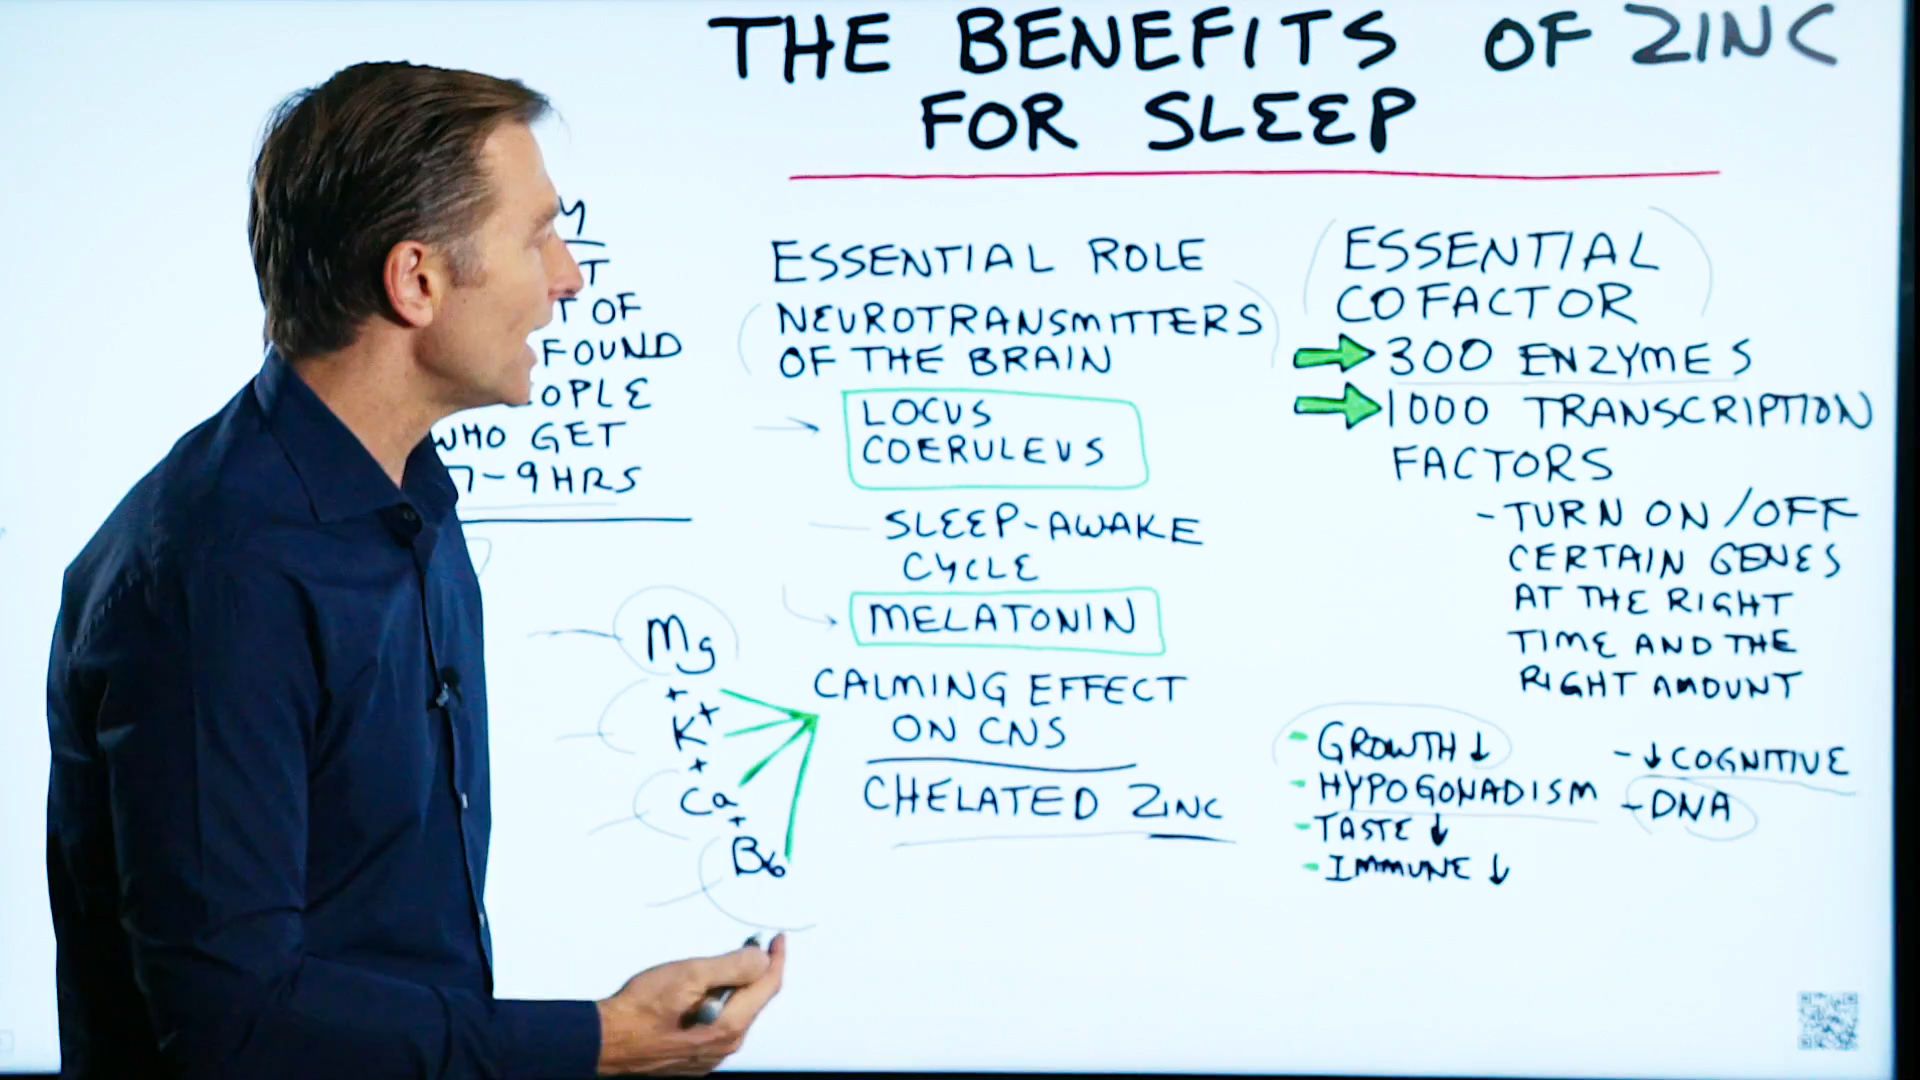 THE BENEFITS OF ZINC
FOR SLEEP
T OF
FOUND
WHO GET
7-9 HRS
Mg
+
K+
+
Ca
+
B6
ESSENTIAL ROLE
NEUROTRANSMITTERS
OF THE BRAIN
LOCUS
COERULEUS
SLEEP-AWAKE
CYCLE
MELATONIN
CALMING EFFECT
ON CNS
CHELATED ZINC
ESSENTIAL
COFACTOR
300 ENZYMES
1000 TRANSCRIPTION
FACTORS
- TURN ON/OFF
CERTAIN GENES
AT THE RIGHT
TIME AND THE
RIGHT AMOUNT
- GROWTH ↓
- HYPOGONADISM
- TASTE ↓
- IMMUNE ↓
- ↓ COGNITIVE
- DNA